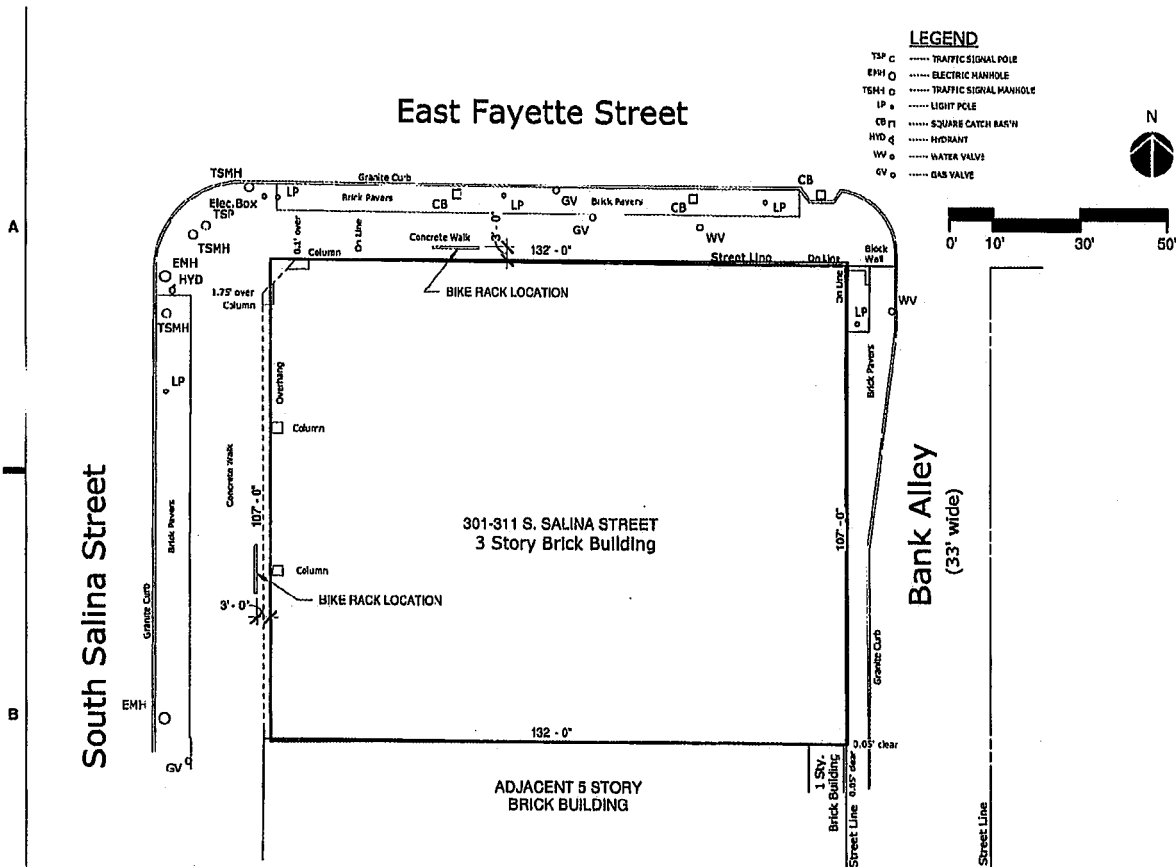 LEGEND
TSP ------ TRAFFIC SIGNAL POLE
EMH ------ ELECTRIC MANHOLE
TSMH ------ TRAFFIC SIGNAL MANHOLE
LP ------ LIGHT POLE
CB ------ SQUARE CATCH BASIN
HYD ------ HYDRANT
WV ------ WATER VALVE
GV ------ GAS VALVE
N
0' 10' 30' 50'
East Fayette Street
A
TSMH
Granite Curb
CB
Elec.Box
LP
Brick Pavers
CB
LP
GV
Brick Pavers
CB
LP
TSP
TSMH
GV
WV
0.1' over
On Line
Concrete Walk
3'-0"
132'-0"
Column
Street Line
On Line
Block
Wall
EMH
HYD
1.75' over
Column
BIKE RACK LOCATION
On Line
LP
WV
TSMH
LP
Overhang
Brick Pavers
Column
Concrete Walk
South Salina Street
Brick Pavers
107'-0"
301-311 S. SALINA STREET
3 Story Brick Building
107'-0"
Bank Alley
(33' wide)
Column
BIKE RACK LOCATION
3'-0"
Granite Curb
Granite Curb
EMH
B
GV
132 - 0"
0.05' clear
ADJACENT 5 STORY
BRICK BUILDING
1 Sty.
Brick Building
0.05' clear
Street Line
Street Line